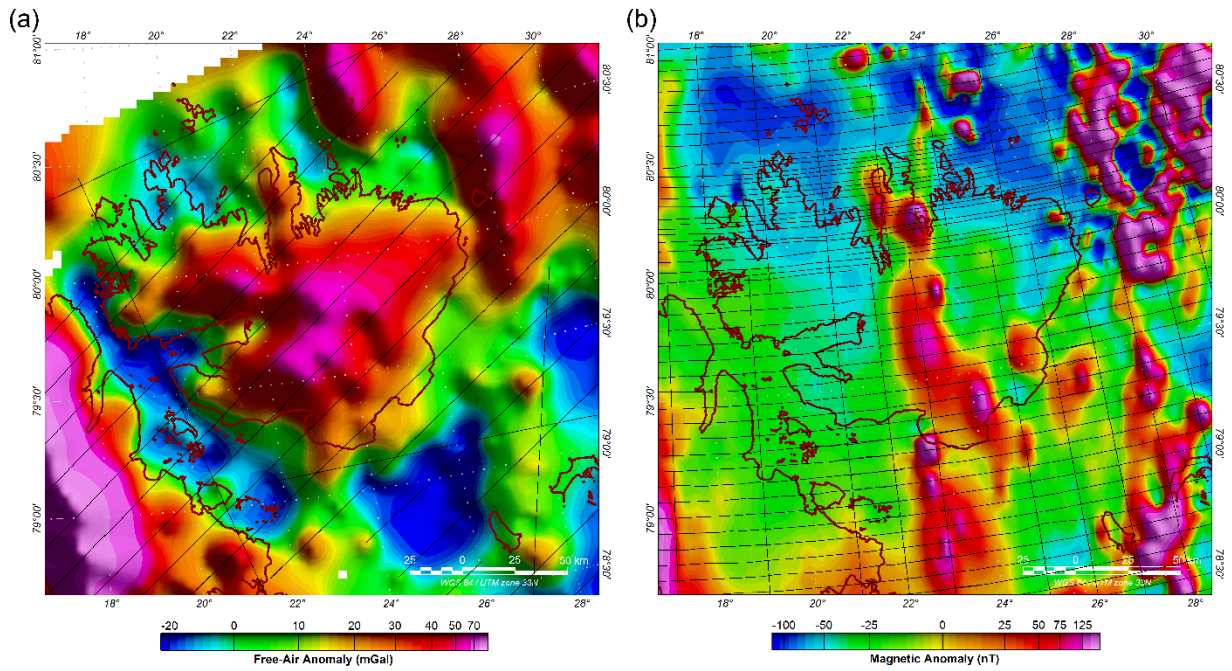 (a)
18° 20° 22° 24° 26° 28° 30°
81°00'
80°30'
80°30'
80°00'
80°00'
79°30'
79°30'
79°00'
79°00'
78°30'
25 0 25 50 km
WGS 84 / UTM zone 33N
18° 20° 22° 24° 26° 28°
-20 0 10 20 30 40 50 70
Free-Air Anomaly (mGal)
(b)
18° 20° 22° 24° 26° 28° 30°
81°00'
80°30'
80°30'
80°00'
80°00'
79°30'
79°30'
79°00'
79°00'
78°30'
25 0 25 50 km
WGS 84 / UTM zone 33N
18° 20° 22° 24° 26° 28°
-100 -50 -25 0 25 50 75 125
Magnetic Anomaly (nT)